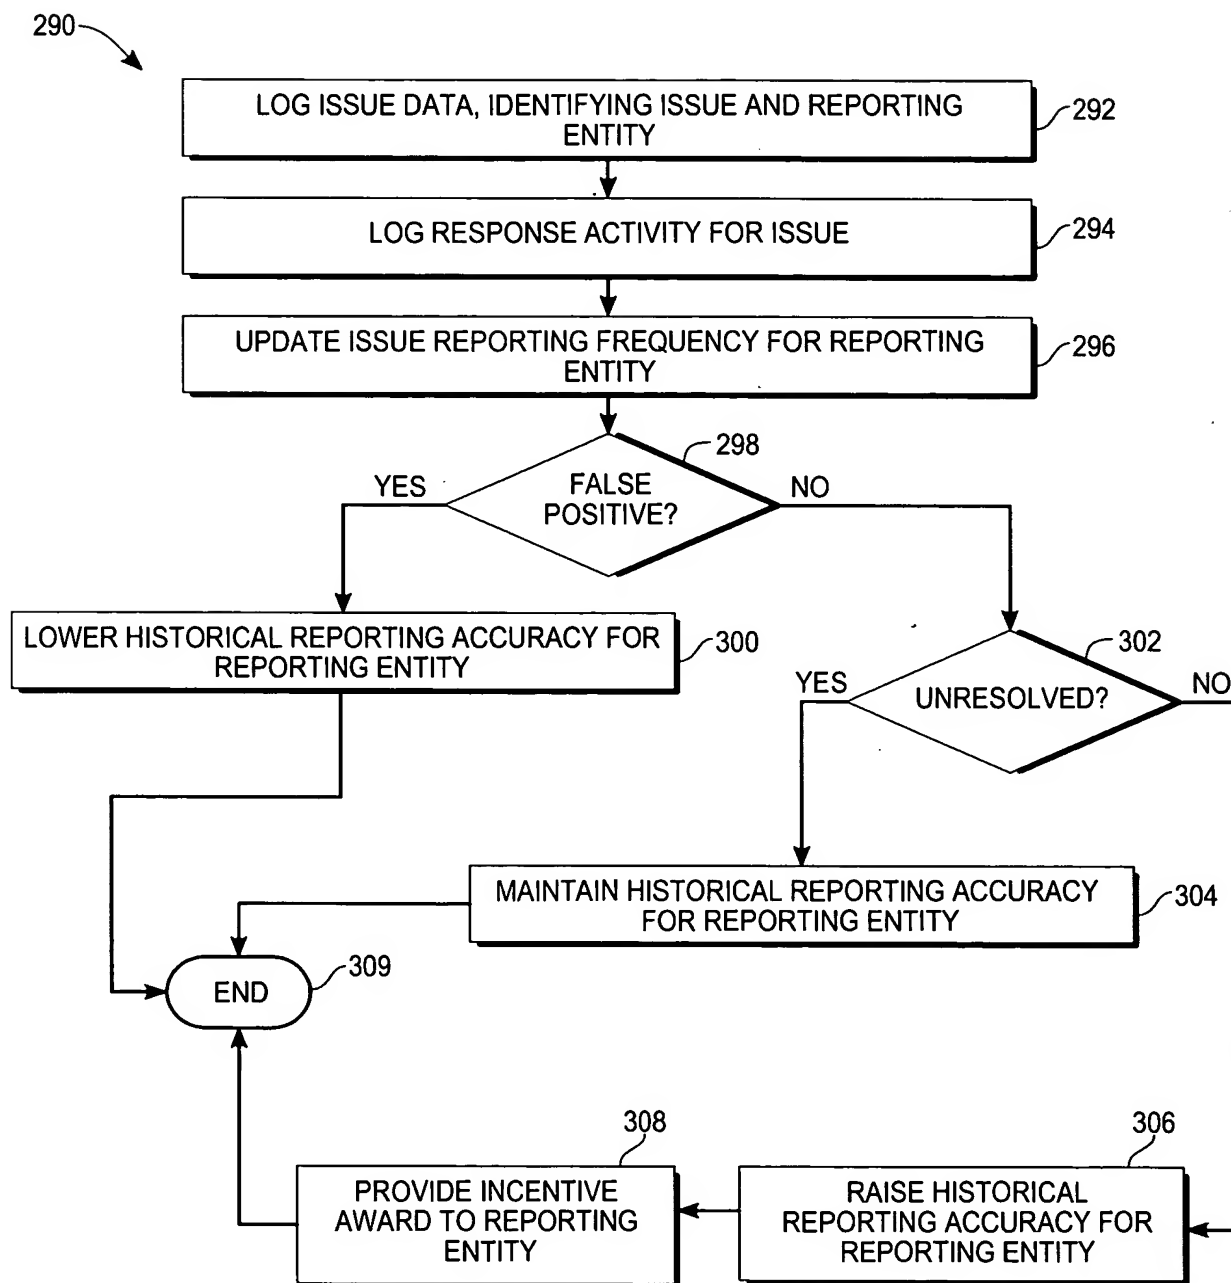 290
LOG ISSUE DATA, IDENTIFYING ISSUE AND REPORTING
ENTITY
292
LOG RESPONSE ACTIVITY FOR ISSUE
294
UPDATE ISSUE REPORTING FREQUENCY FOR REPORTING
ENTITY
296
298
YES
FALSE
POSITIVE?
NO
LOWER HISTORICAL REPORTING ACCURACY FOR
REPORTING ENTITY
300
302
YES
UNRESOLVED?
NO
MAINTAIN HISTORICAL REPORTING ACCURACY
FOR REPORTING ENTITY
304
309
END
308
PROVIDE INCENTIVE
AWARD TO REPORTING
ENTITY
306
RAISE HISTORICAL
REPORTING ACCURACY FOR
REPORTING ENTITY